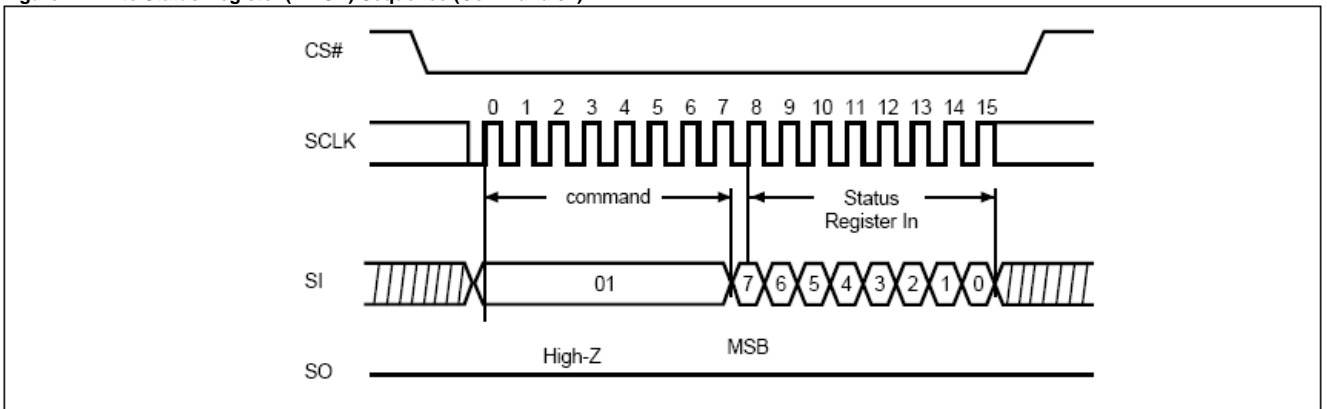 CS#
0 1 2 3 4 5 6 7 8 9 10 11 12 13 14 15
SCLK
command
Status
Register In
SI
01
7 6 5 4 3 2 1 0
High-Z
MSB
SO